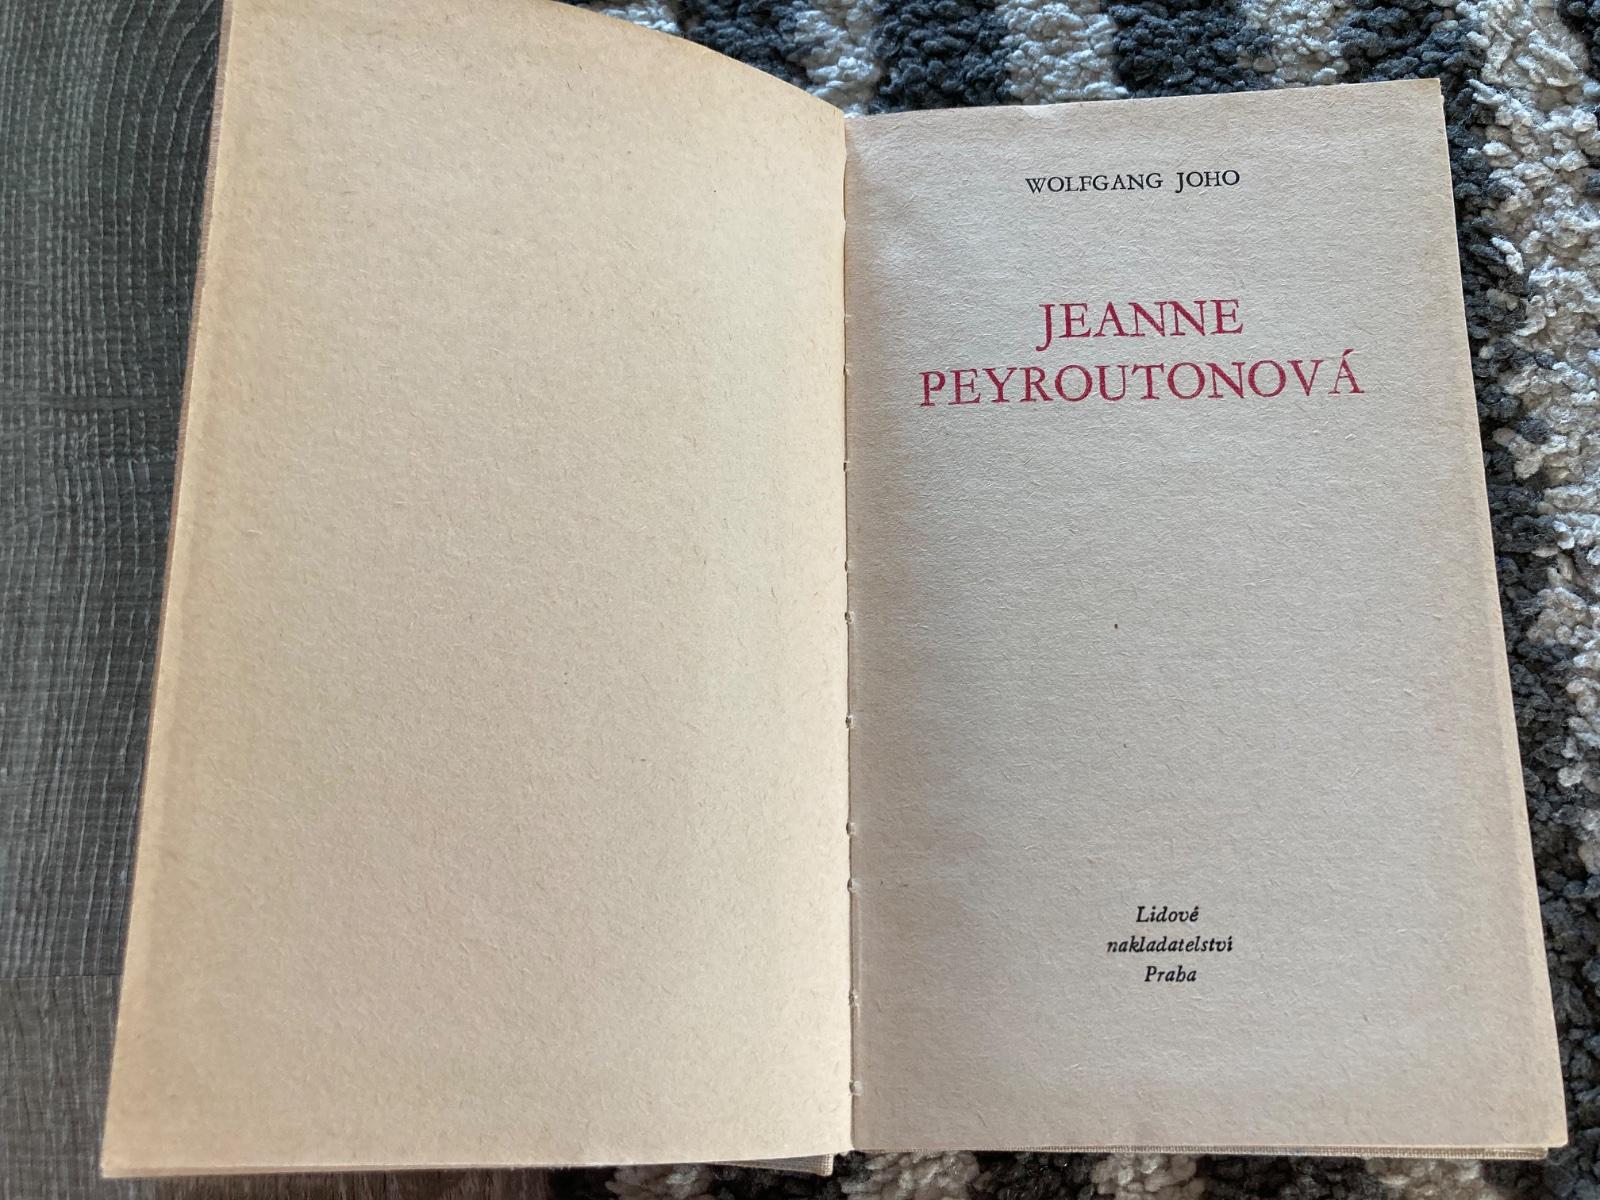 WOLFGANG JOHO
JEANNE
PEYROUTONOVÁ
Lidové
nakladatelství
Praha